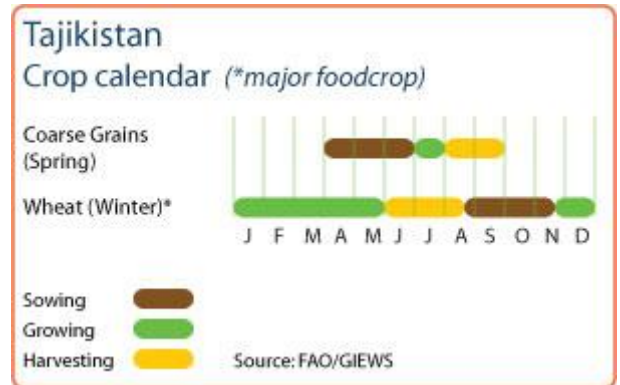 Tajikistan
Crop calendar (*major foodcrop)
Coarse Grains
(Spring)
Wheat (Winter)*
J F M A M J J A S O N D
Sowing
Growing
Harvesting
Source: FAO/GIEWS